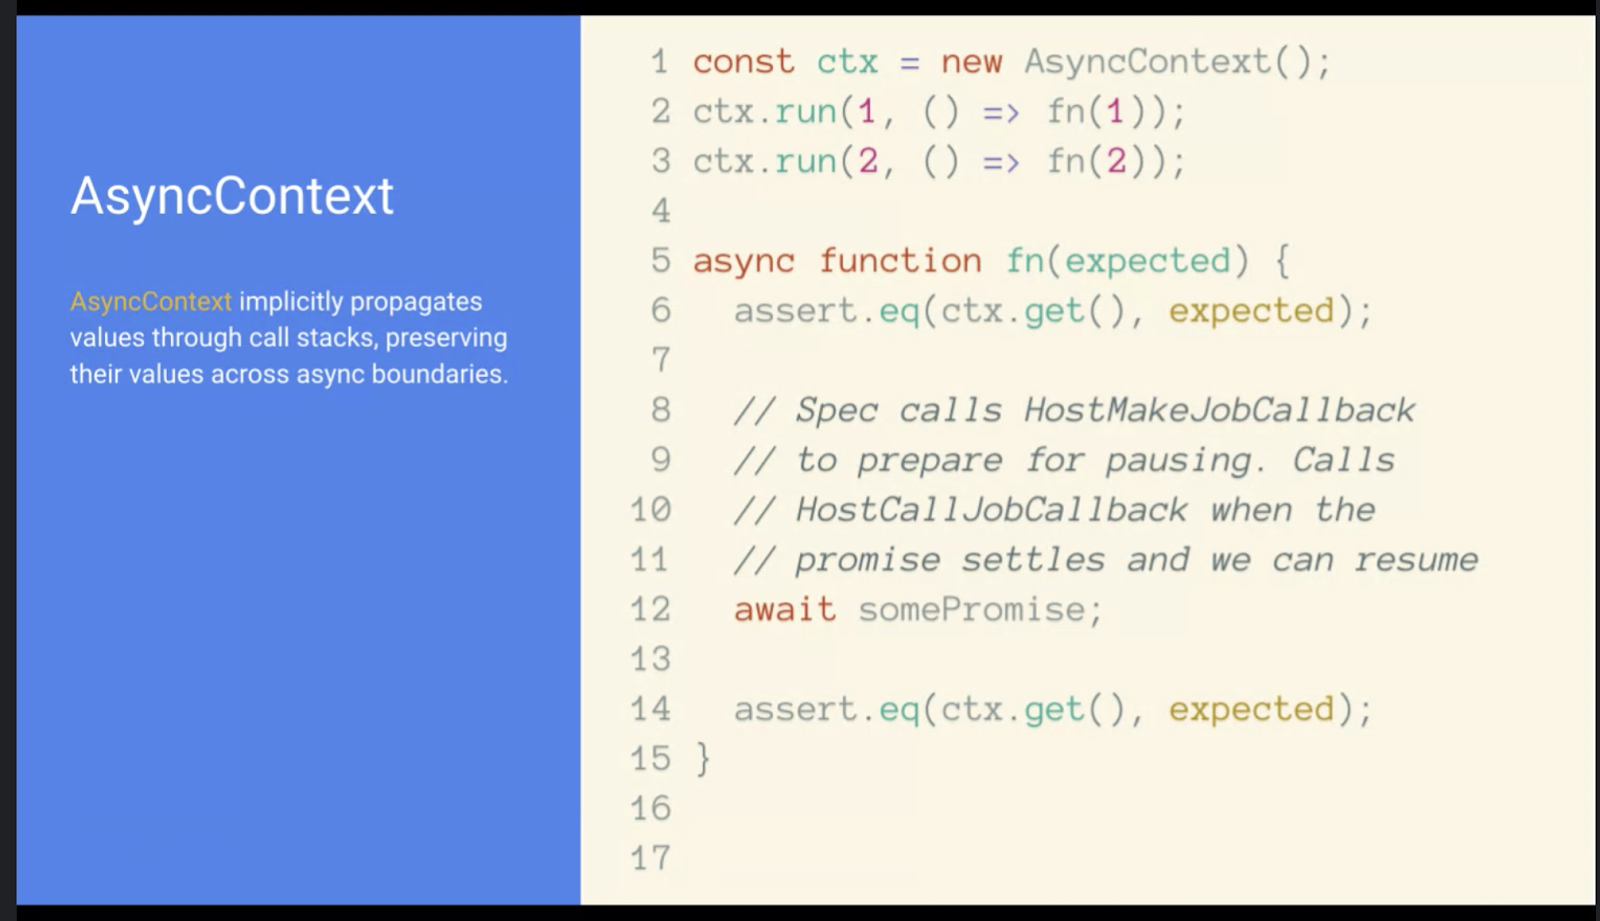 AsyncContext
AsyncContext implicitly propagates
values through call stacks, preserving
their values across async boundaries.
1 const ctx = new AsyncContext();
2 ctx.run(1, () => fn(1));
3 ctx.run(2, () => fn(2));
4
5 async function fn(expected) {
6   assert.eq(ctx.get(), expected);
7
8   // Spec calls HostMakeJobCallback
9   // to prepare for pausing. Calls
10   // HostCallJobCallback when the
11   // promise settles and we can resume
12   await somePromise;
13
14   assert.eq(ctx.get(), expected);
15 }
16
17